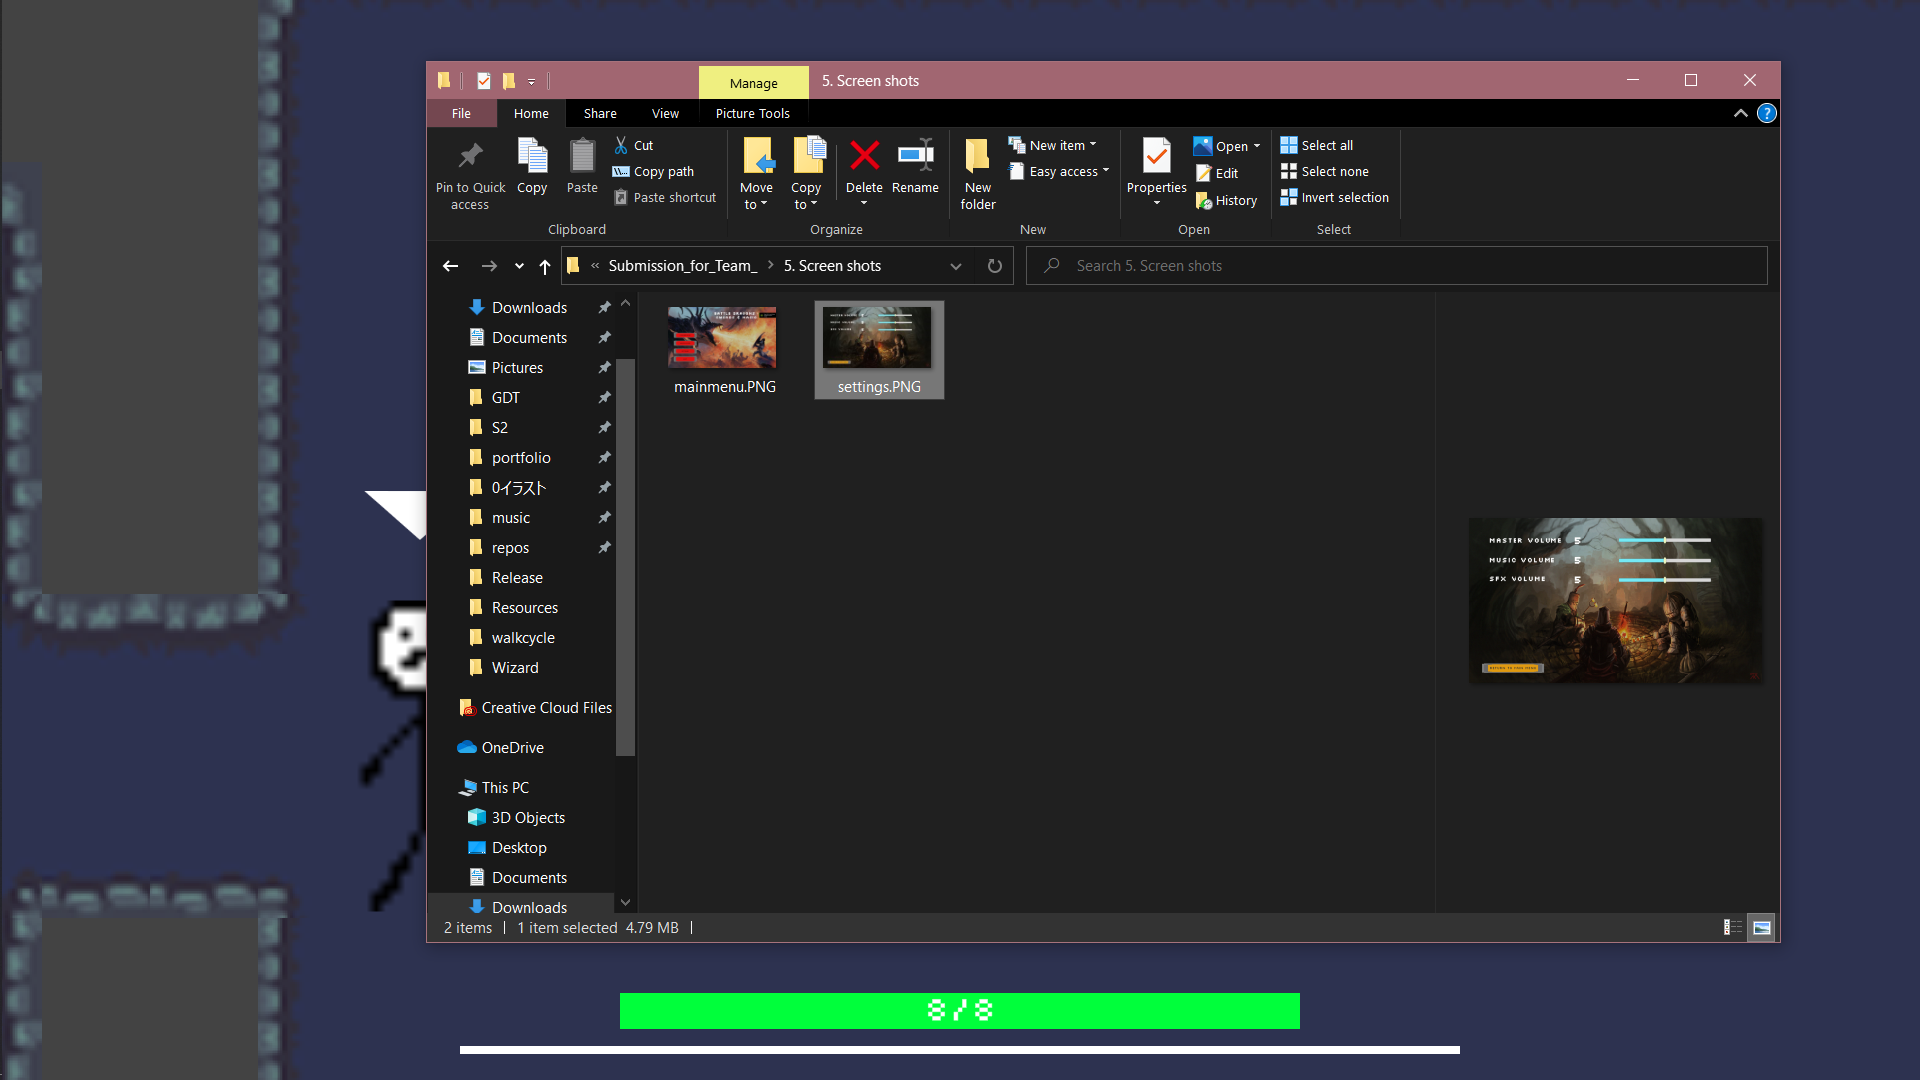 Manage
5. Screen shots
File
Home
Share
View
Picture Tools
Pin to Quick access
Copy
Paste
Cut
Copy path
Paste shortcut
Move to
Copy to
Delete
Rename
New folder
New item
Easy access
Properties
Open
Edit
History
Select all
Select none
Invert selection
Clipboard
Organize
New
Open
Select
« Submission_for_Team_ > 5. Screen shots
Search 5. Screen shots
Downloads
Documents
Pictures
GDT
S2
portfolio
0イラスト
music
repos
Release
Resources
walkcycle
Wizard
Creative Cloud Files
OneDrive
This PC
3D Objects
Desktop
Documents
Downloads
mainmenu.PNG
settings.PNG
MASTER VOLUME 5
MUSIC VOLUME 5
SFX VOLUME 5
2 items
1 item selected 4.79 MB
8/8